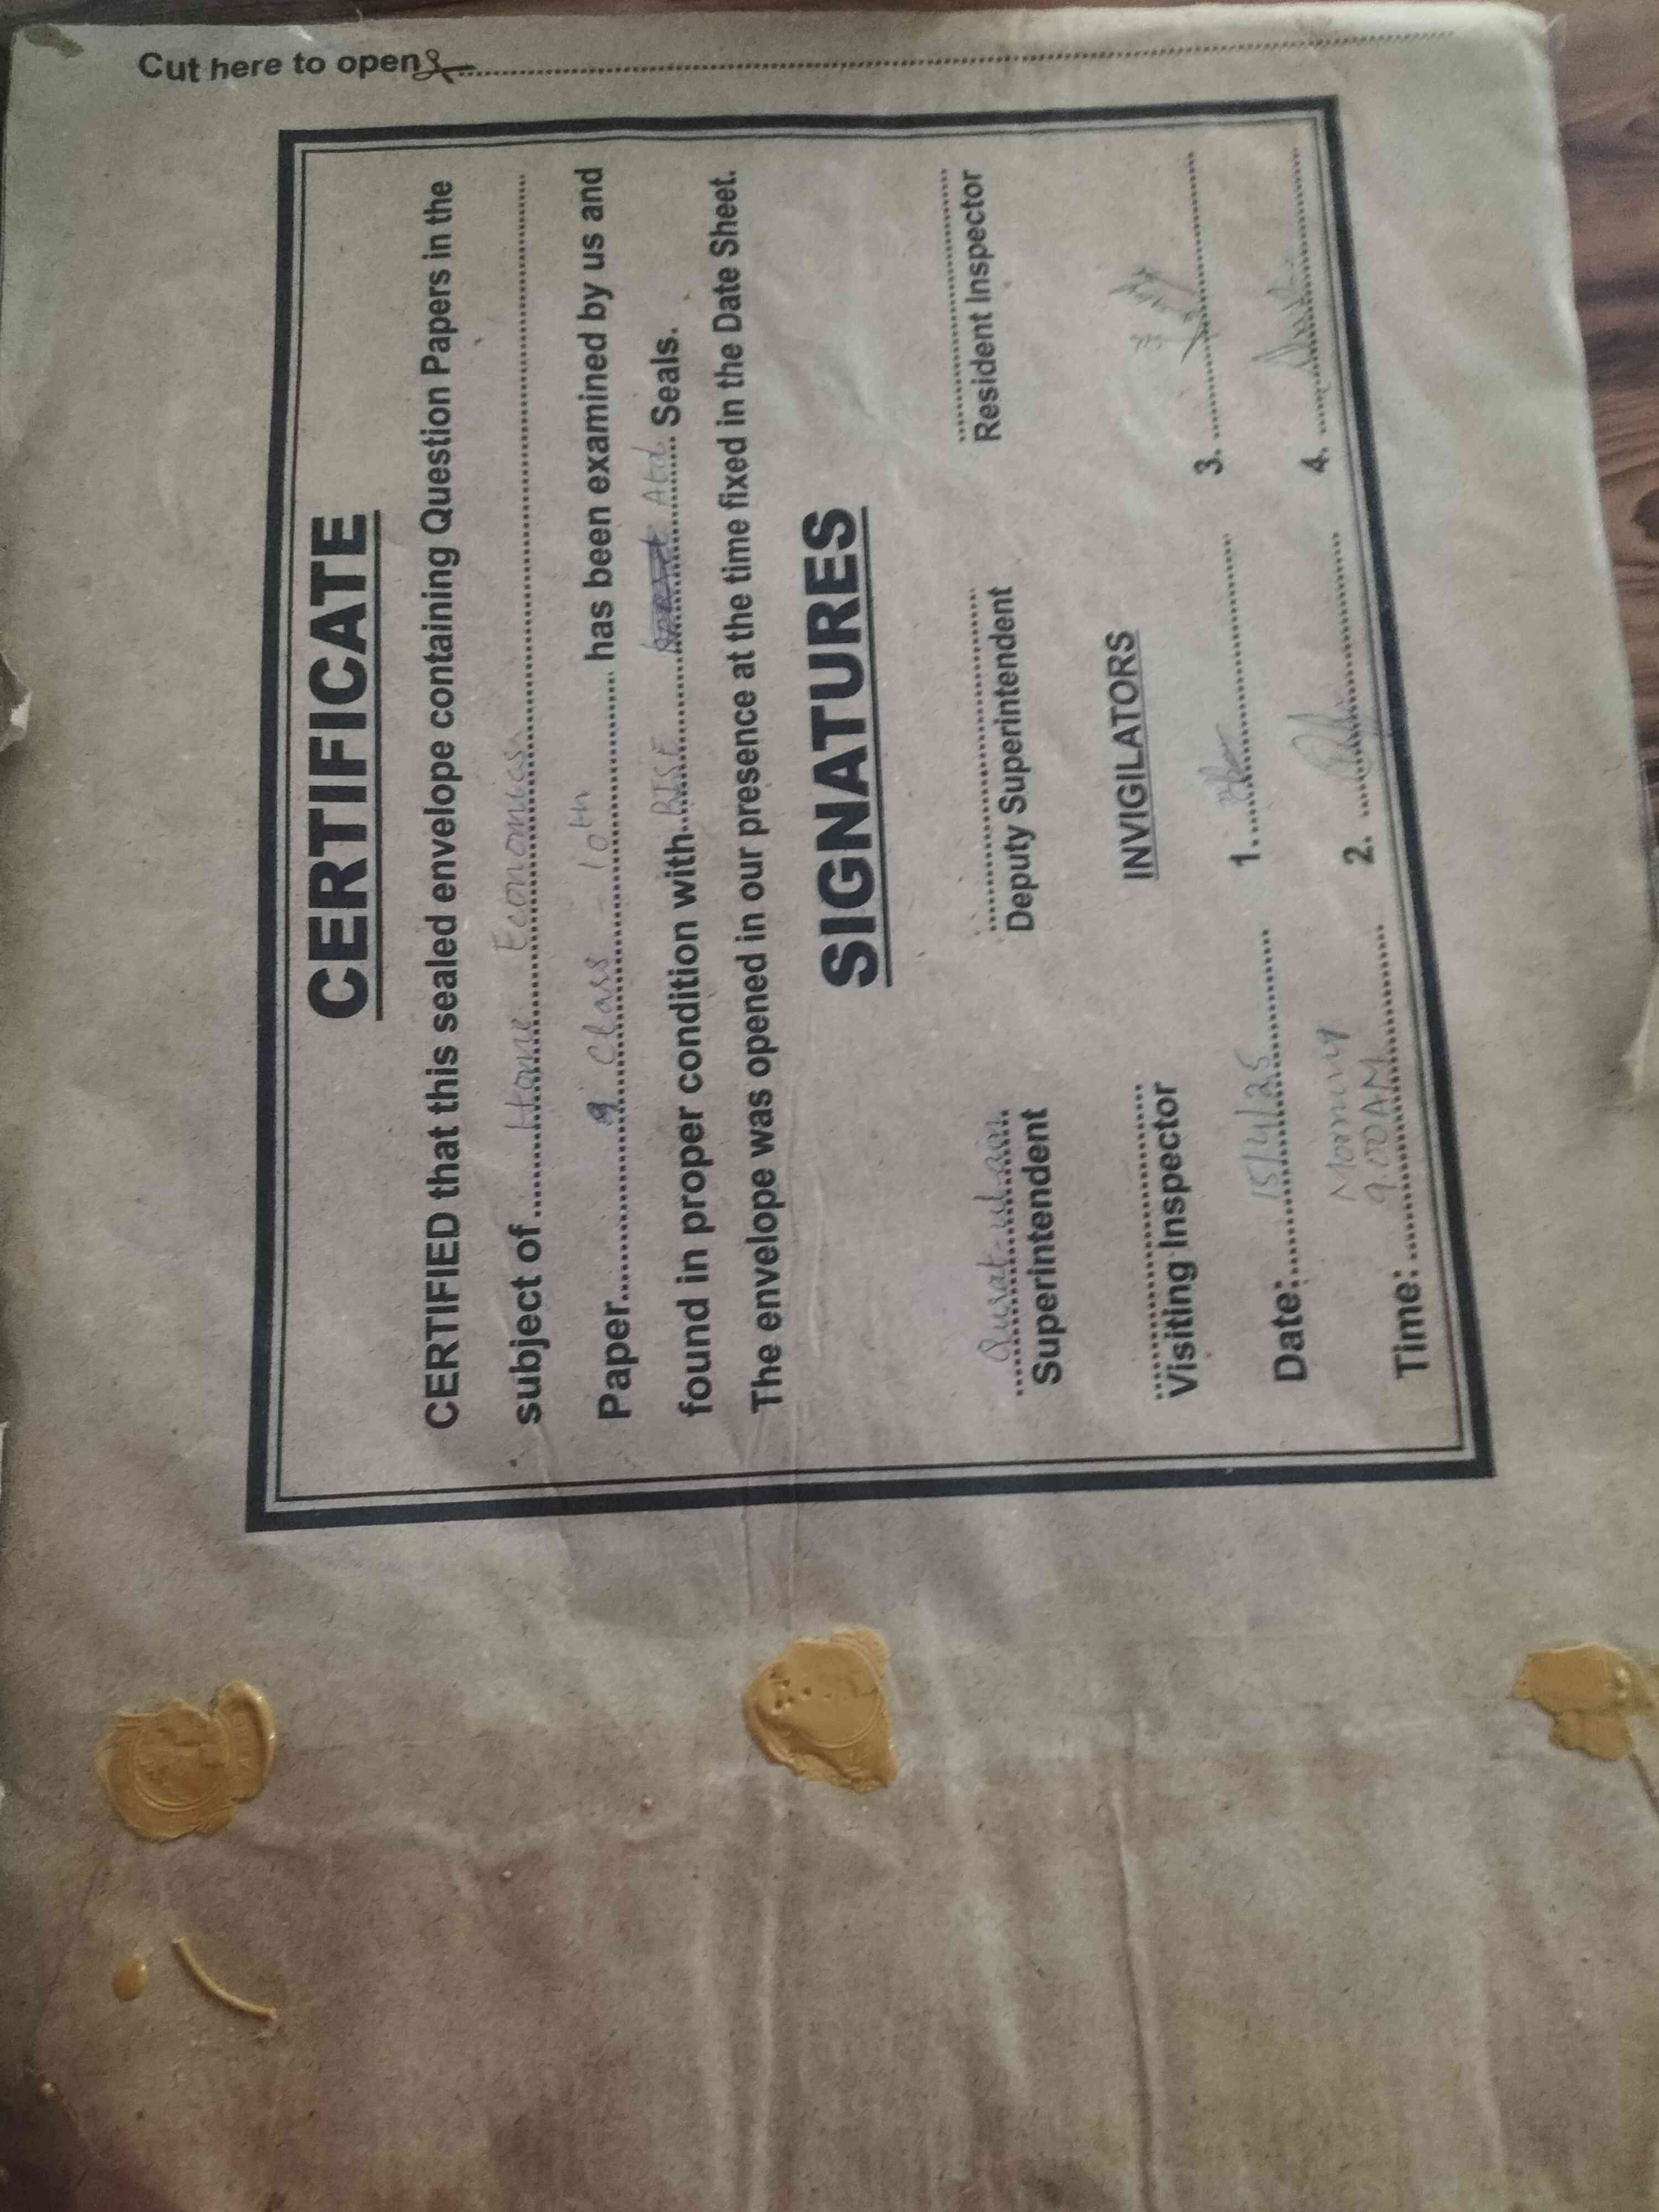 Cut here to open
CERTIFICATE
CERTIFIED that this sealed envelope containing Question Papers in the
subject of Home Economics
Paper 9 Class - 10th has been examined by us and
found in proper condition with BISE Atd Seals.
The envelope was opened in our presence at the time fixed in the Date Sheet.
SIGNATURES
Qurat-ul-ain
Superintendent Deputy Superintendent Resident Inspector
Visiting Inspector INVIGILATORS
Date: 15/4/25 1. 3.
Morning
Time: 9.00 AM 2. 4.